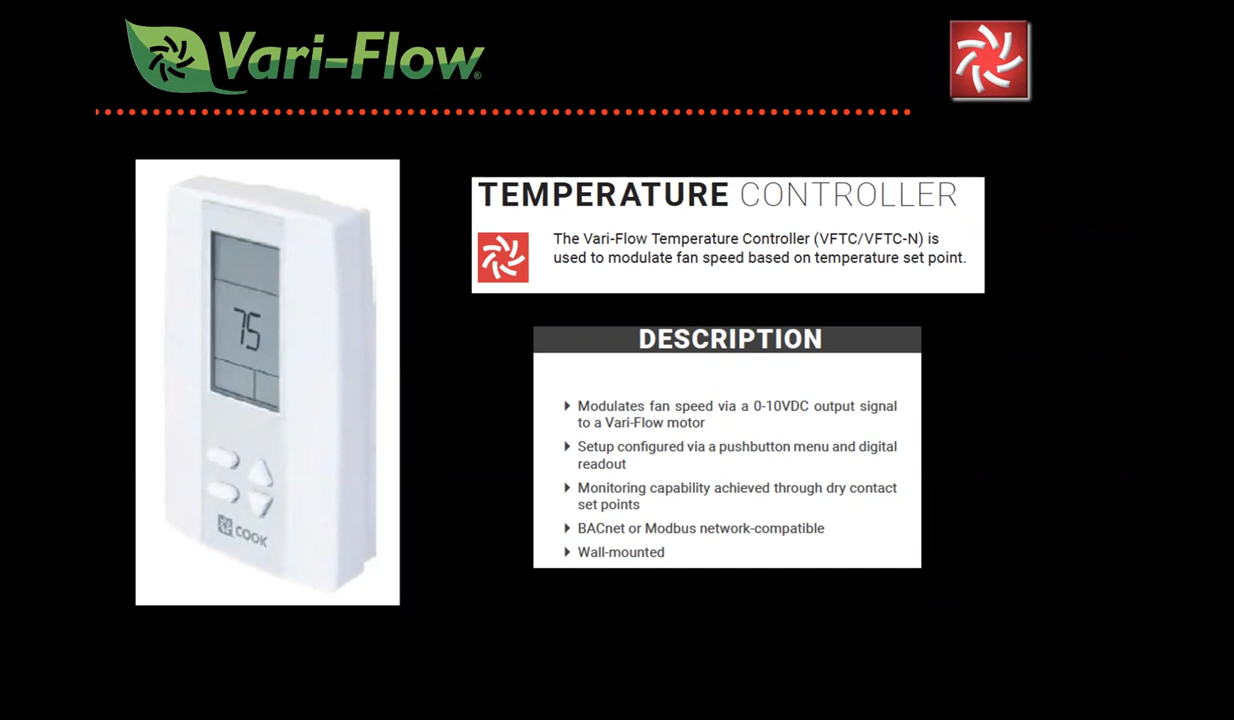 Vari-Flow®
TEMPERATURE CONTROLLER
The Vari-Flow Temperature Controller (VFTC/VFTC-N) is
used to modulate fan speed based on temperature set point.
75
COOK
DESCRIPTION
Modulates fan speed via a 0-10VDC output signal
to a Vari-Flow motor
Setup configured via a pushbutton menu and digital
readout
Monitoring capability achieved through dry contact
set points
BACnet or Modbus network-compatible
Wall-mounted